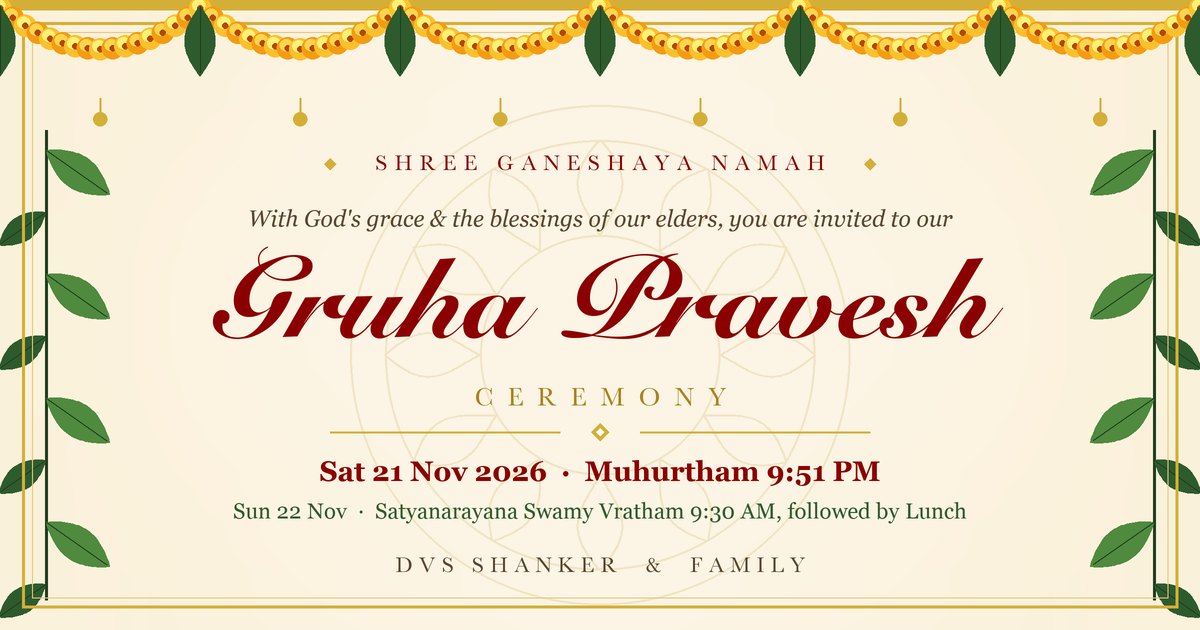 SHREE GANESHAYA NAMAH
With God's grace & the blessings of our elders, you are invited to our
Gruha Pravesh
CEREMONY
Sat 21 Nov 2026 · Muhurtham 9:51 PM
Sun 22 Nov · Satyanarayana Swamy Vratham 9:30 AM, followed by Lunch
DVS SHANKER & FAMILY